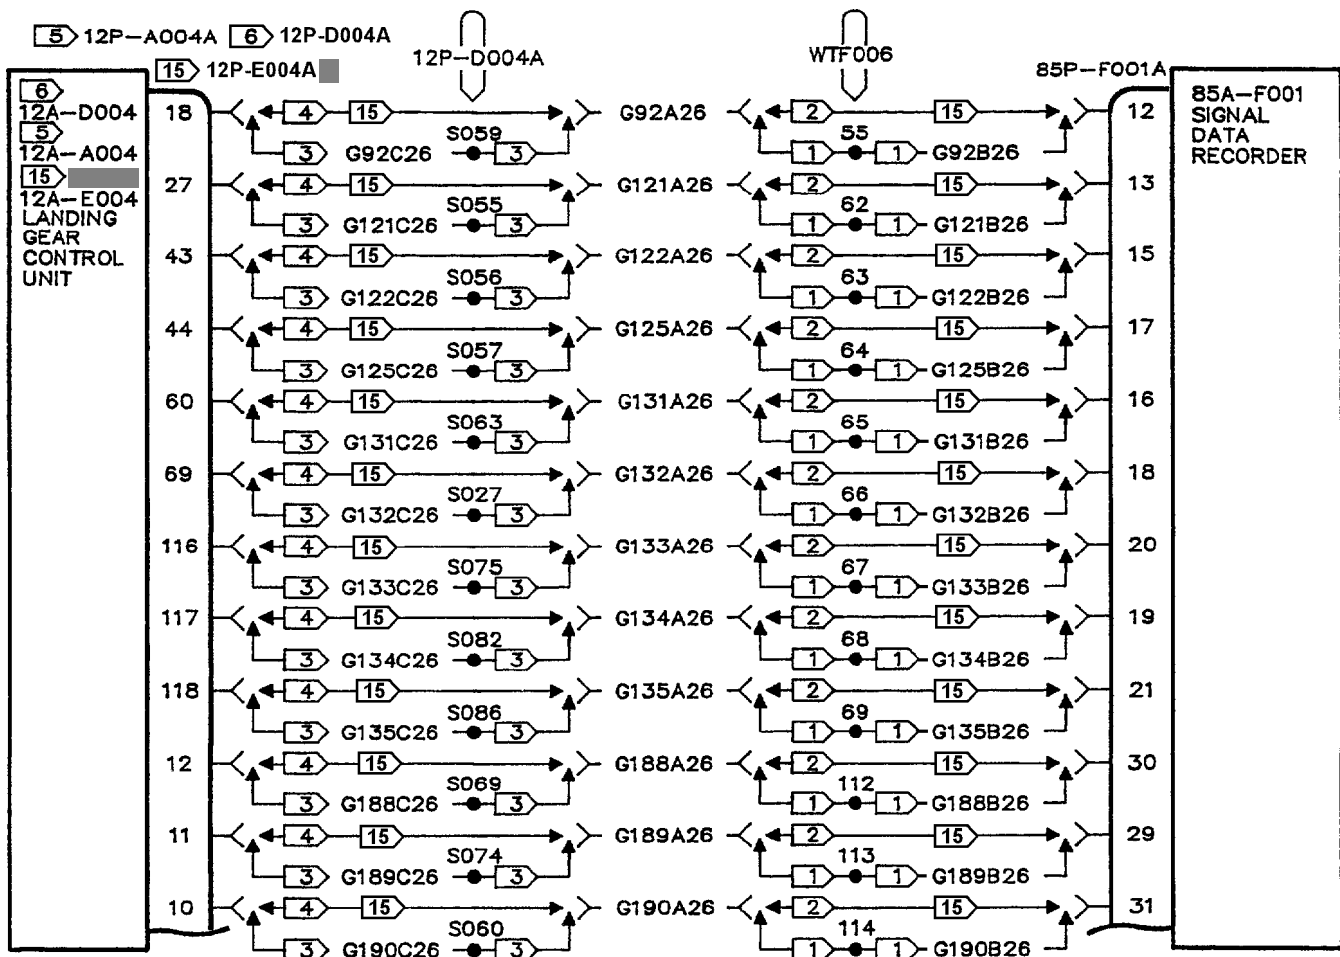 5 12P-A004A 6 12P-D004A
15 12P-E004A
12P-D004A
WTF006
85P-F001A
6
12A-D004
5
12A-A004
15
12A-E004
LANDING
GEAR
CONTROL
UNIT
85A-F001
SIGNAL
DATA
RECORDER
18 4 15 G92A26 2 15 12
S059 55
3 G92C26 3 1 1 G92B26
27 4 15 G121A26 2 15 13
S055 62
3 G121C26 3 1 1 G121B26
43 4 15 G122A26 2 15 15
S056 63
3 G122C26 3 1 1 G122B26
44 4 15 G125A26 2 15 17
S057 64
3 G125C26 3 1 1 G125B26
60 4 15 G131A26 2 15 16
S063 65
3 G131C26 3 1 1 G131B26
69 4 15 G132A26 2 15 18
S027 66
3 G132C26 3 1 1 G132B26
116 4 15 G133A26 2 15 20
S075 67
3 G133C26 3 1 1 G133B26
117 4 15 G134A26 2 15 19
S082 68
3 G134C26 3 1 1 G134B26
118 4 15 G135A26 2 15 21
S086 69
3 G135C26 3 1 1 G135B26
12 4 15 G188A26 2 15 30
S069 112
3 G188C26 3 1 1 G188B26
11 4 15 G189A26 2 15 29
S074 113
3 G189C26 3 1 1 G189B26
10 4 15 G190A26 2 15 31
S060 114
3 G190C26 3 1 1 G190B26